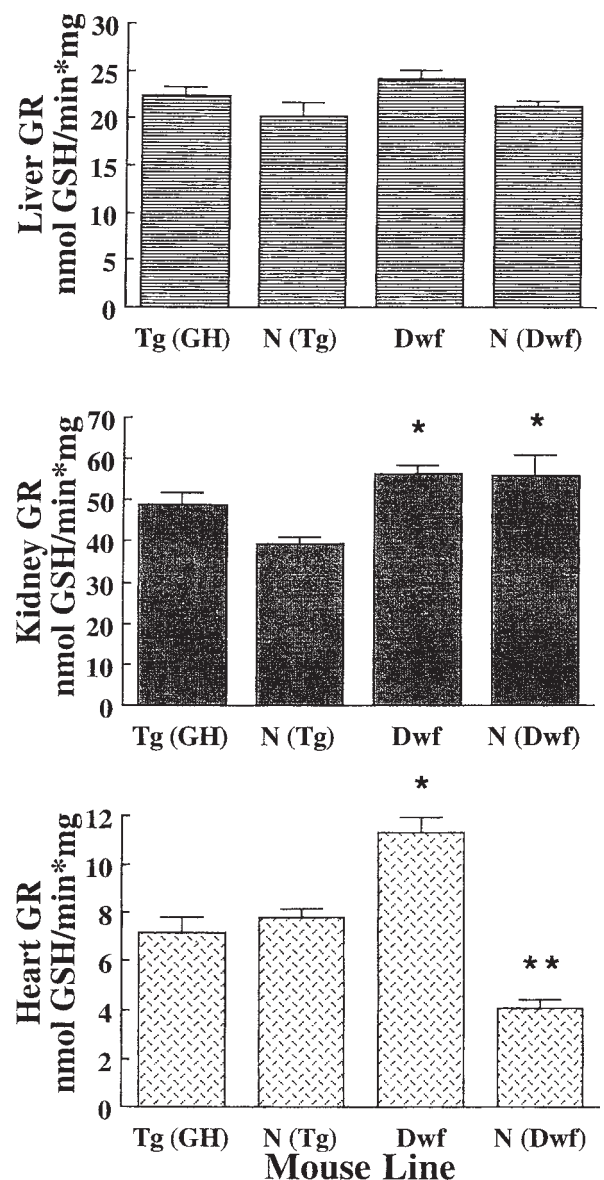 Liver GR
nmol GSH/min*mg
30
25
20
15
10
5
0
Tg (GH) N (Tg) Dwf N (Dwf)
Kidney GR
nmol GSH/min*mg
70
60
50
40
30
20
10
0
* *
Tg (GH) N (Tg) Dwf N (Dwf)
Heart GR
nmol GSH/min*mg
12
10
8
6
4
2
0
*
* *
Tg (GH) N (Tg) Dwf N (Dwf)
Mouse Line